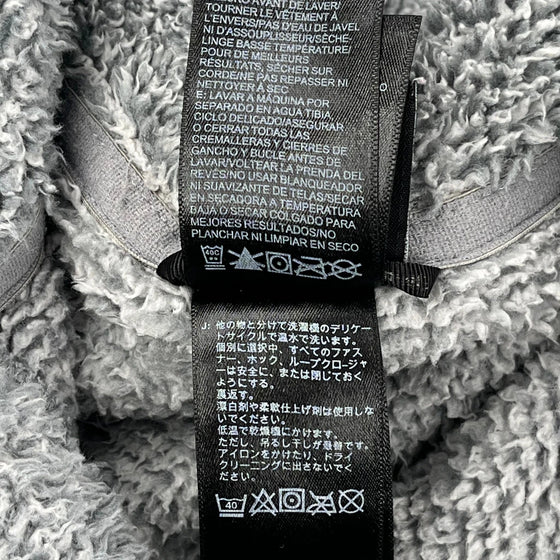 AVANT DE LAVER/
TOURNER LE VÊTEMENT À
L'ENVERS/PAS D'EAU DE JAVEL
NI D'ASSOUPLISSEUR/SÈCHE-
LINGE BASSE TEMPÉRATURE/
POUR DE MEILLEURS
RÉSULTATS, SÉCHER SUR
CORDE/NE PAS REPASSER NI
NETTOYER À SEC
E: LAVAR A MÁQUINA POR
SEPARADO EN AGUA TIBIA
CICLO DELICADO/ASEGURAR
O CERRAR TODAS LAS
CREMALLERAS Y CIERRES DE
GANCHO Y BUCLE ANTES DE
LAVAR/VOLTEAR LA PRENDA DEL
REVÉS/NO USAR BLANQUEADOR
NI SUAVIZANTE DE TELAS/SECAR
EN SECADORA A TEMPERATURA
BAJA O SECAR COLGADO PARA
MEJORES RESULTADOS/NO
PLANCHAR NI LIMPIAR EN SECO
40C
J: 他の物と分けて洗濯機のデリケー
トサイクルで温水で洗います。
個別に選択中、すべてのファス
ナー、ホック、ループクロージャ
ーは安全に、または閉じておく
ようにする。
裏返す。
漂白剤や柔軟仕上げ剤は使用しな
いでください。
低温で乾燥機にかけます。
ただし、吊るし干しが最善です。
アイロンをかけたり、ドライ
クリーニングに出さないでくだ
さい。
40